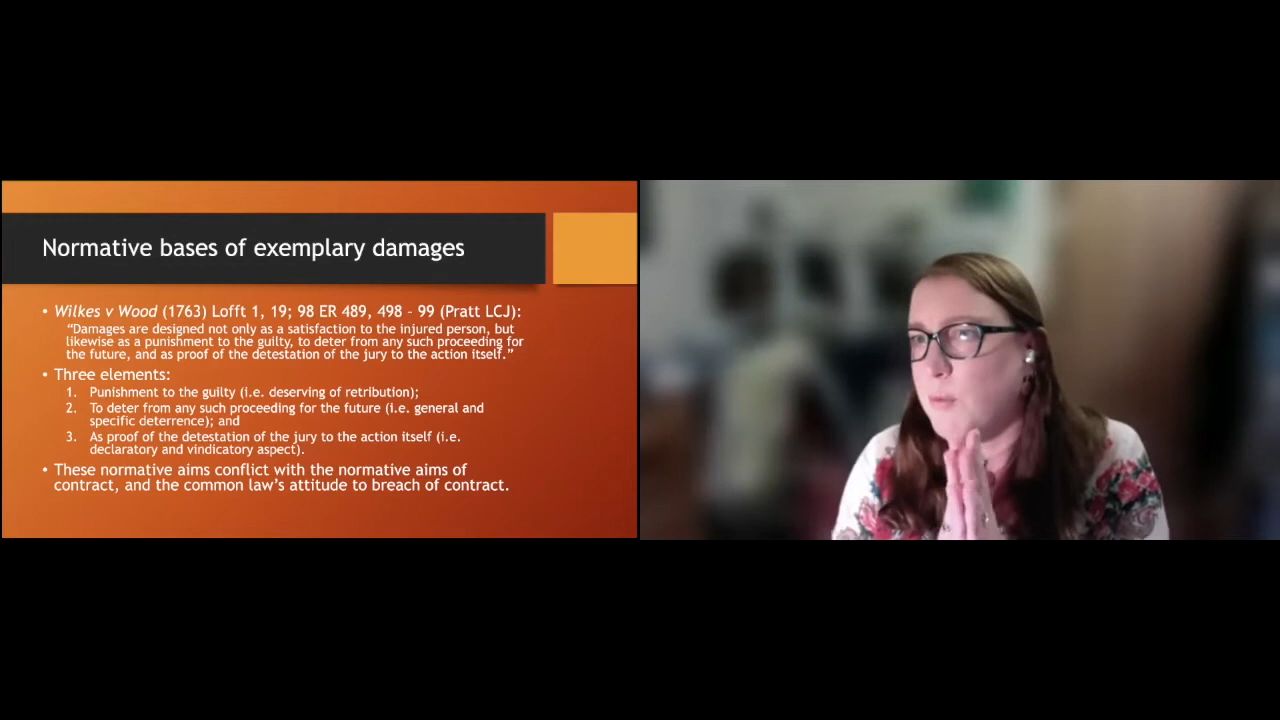 Normative bases of exemplary damages
• Wilkes v Wood (1763) Lofft 1, 19; 98 ER 489, 498 – 99 (Pratt LCJ):
“Damages are designed not only as a satisfaction to the injured person, but
likewise as a punishment to the guilty, to deter from any such proceeding for
the future, and as proof of the detestation of the jury to the action itself.”
• Three elements:
1. Punishment to the guilty (i.e. deserving of retribution);
2. To deter from any such proceeding for the future (i.e. general and
specific deterrence); and
3. As proof of the detestation of the jury to the action itself (i.e.
declaratory and vindicatory aspect).
• These normative aims conflict with the normative aims of
contract, and the common law’s attitude to breach of contract.